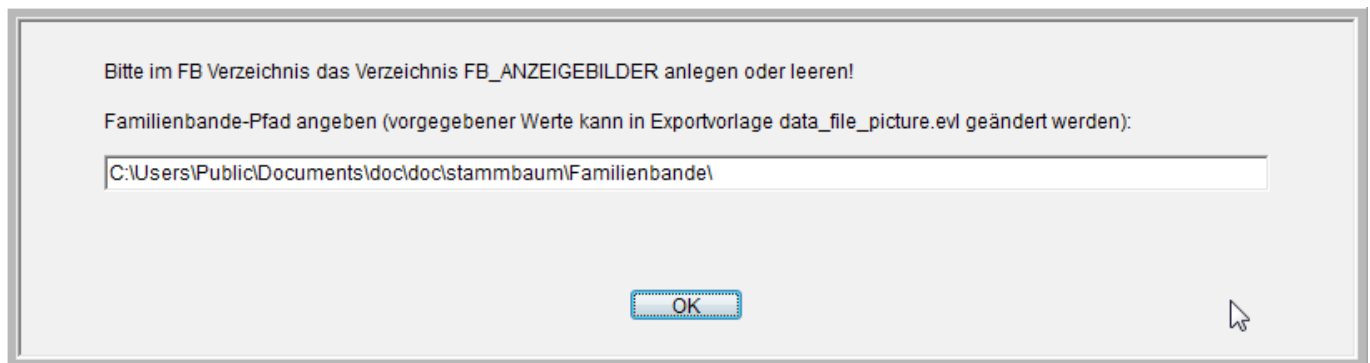 Bitte im FB Verzeichnis das Verzeichnis FB_ANZEIGEBILDER anlegen oder leeren!
Familienbande-Pfad angeben (vorgegebener Werte kann in Exportvorlage data_file_picture.evl geändert werden):
C:\Users\Public\Documents\doc\doc\stammbaum\Familienbande\
OK